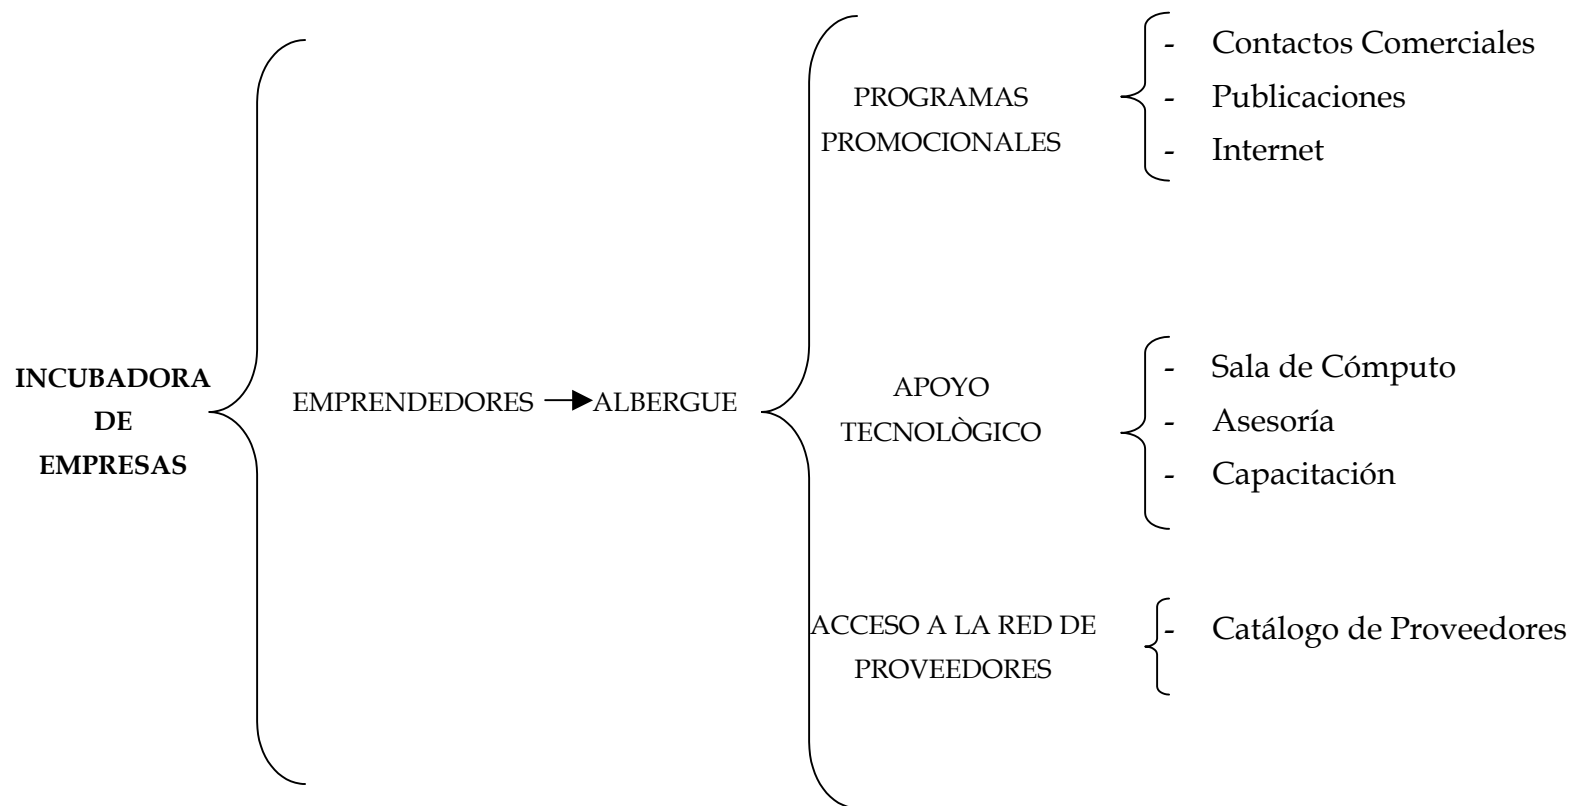 INCUBADORA
DE
EMPRESAS
EMPRENDEDORES
ALBERGUE
PROGRAMAS
PROMOCIONALES
- Contactos Comerciales
- Publicaciones
- Internet
APOYO
TECNOLÒGICO
- Sala de Cómputo
- Asesoría
- Capacitación
ACCESO A LA RED DE
PROVEEDORES
- Catálogo de Proveedores